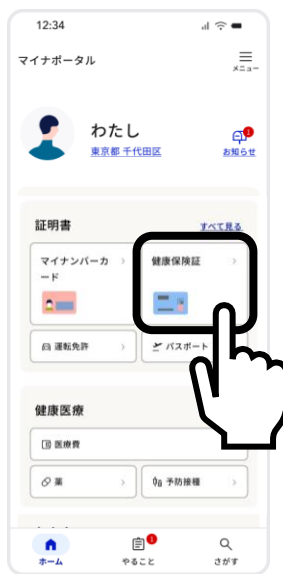 12:34
マイナポータル
メニュー
わたし
東京都 千代田区
1
お知らせ
証明書
すべて見る
マイナンバーカ
ード
健康保険証
運転免許
パスポート
健康医療
医療費
薬
予防接種
1
ホーム
やること
さがす